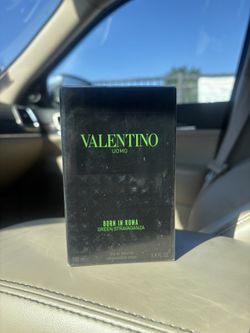 VALENTINO
UOMO
BORN IN ROMA
GREEN STRAVAGANZA